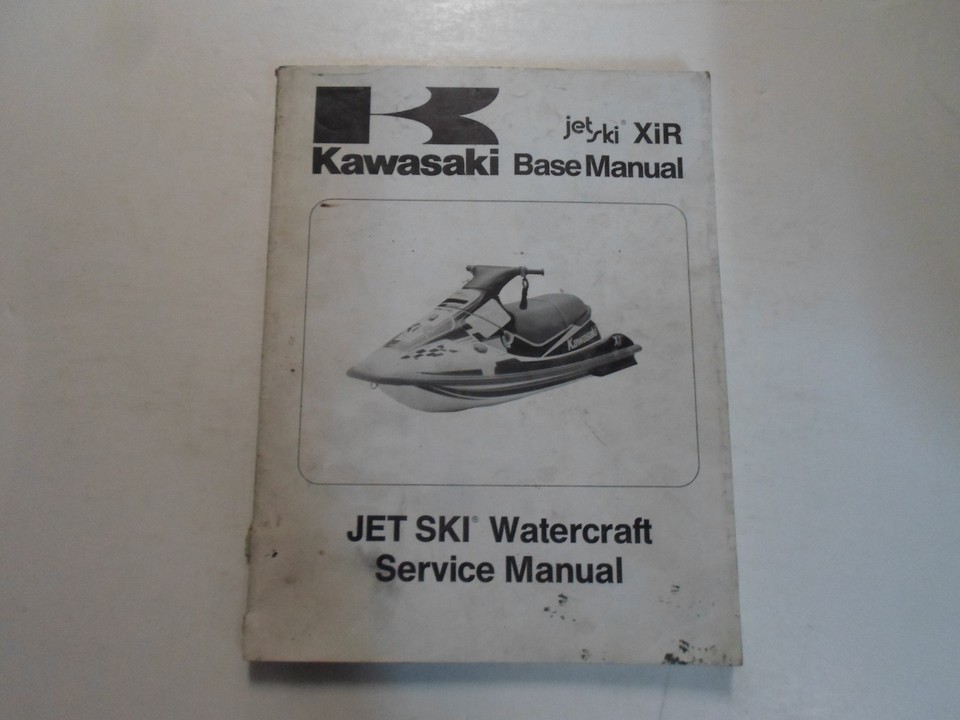 jet ski® XiR
Kawasaki Base Manual
Kawasaki
JET SKI® Watercraft
Service Manual